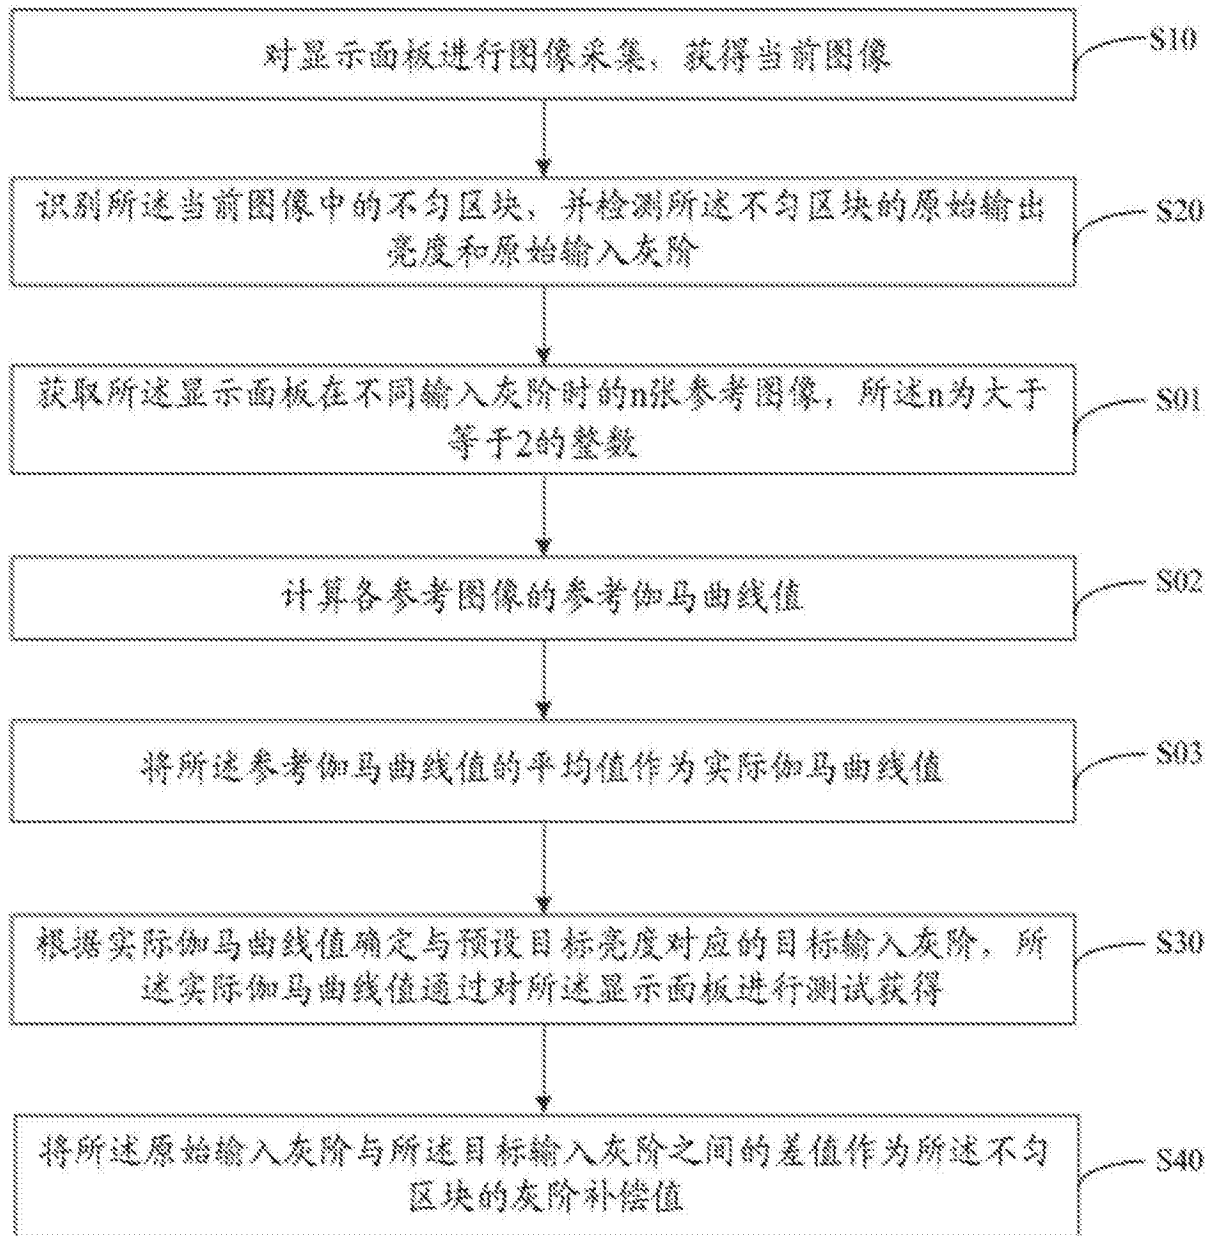 对显示面板进行图像采集，获得当前图像
S10
识别所述当前图像中的不匀区块，并检测所述不匀区块的原始输出
亮度和原始输入灰阶
S20
获取所述显示面板在不同输入灰阶时的n张参考图像，所述n为大于
等于2的整数
S01
计算各参考图像的参考伽马曲线值
S02
将所述参考伽马曲线值的平均值作为实际伽马曲线值
S03
根据实际伽马曲线值确定与预设目标亮度对应的目标输入灰阶，所
述实际伽马曲线值通过对所述显示面板进行测试获得
S30
将所述原始输入灰阶与所述目标输入灰阶之间的差值作为所述不匀
区块的灰阶补偿值
S40